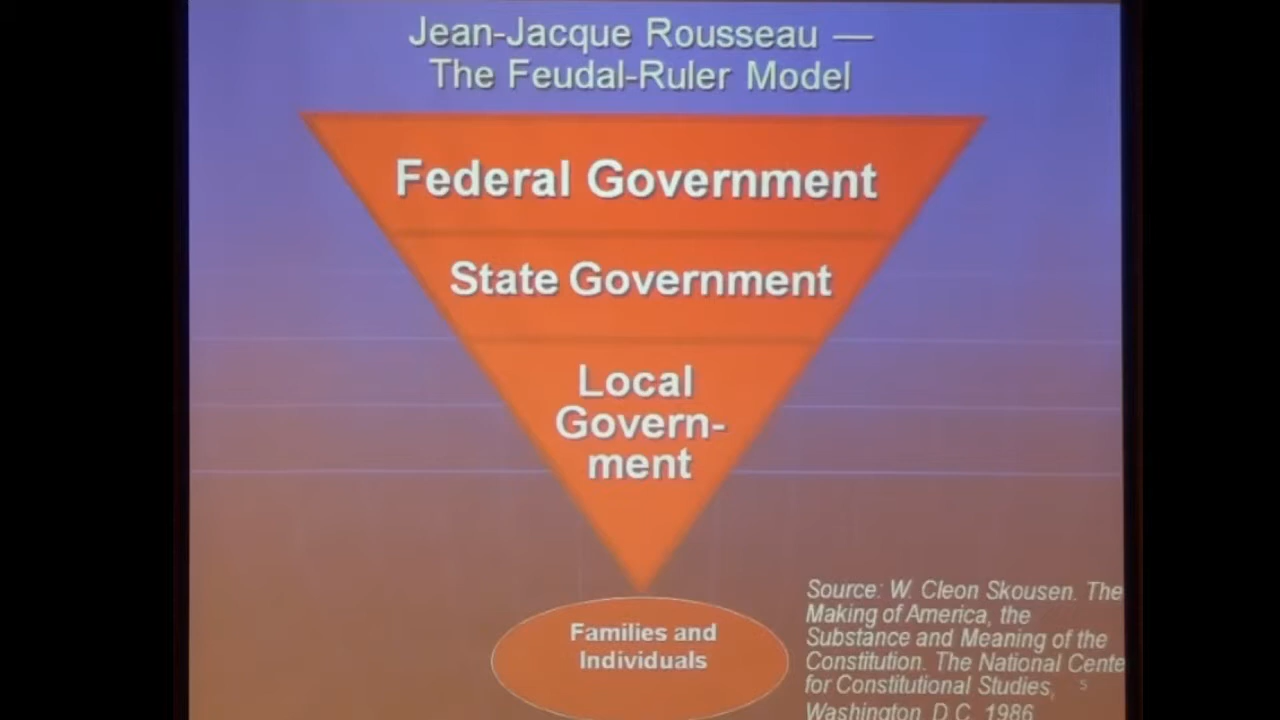 Jean-Jacque Rousseau —
The Feudal-Ruler Model
Federal Government
State Government
Local
Govern-
ment
Families and
Individuals
Source: W. Cleon Skousen. The
Making of America, the
Substance and Meaning of the
Constitution. The National Cente
for Constitutional Studies,
5
Washington, D.C. 1986